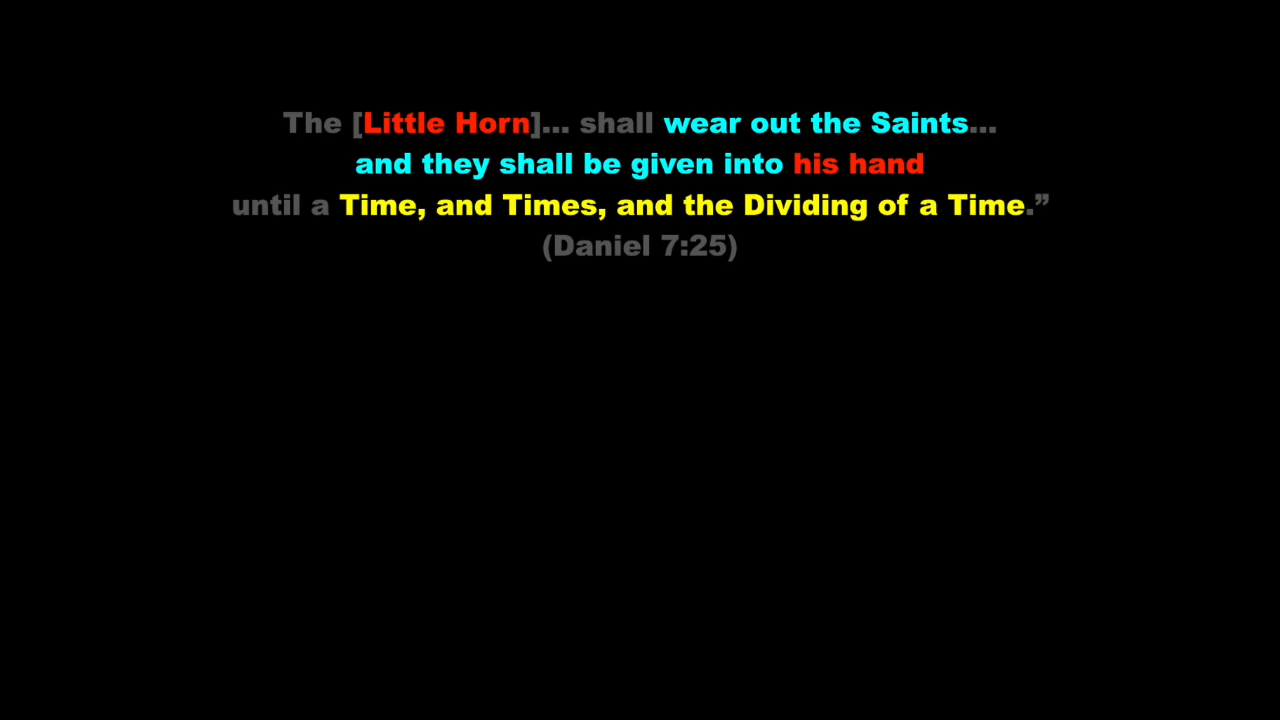 The [Little Horn]... shall wear out the Saints...
and they shall be given into his hand
until a Time, and Times, and the Dividing of a Time.”
(Daniel 7:25)